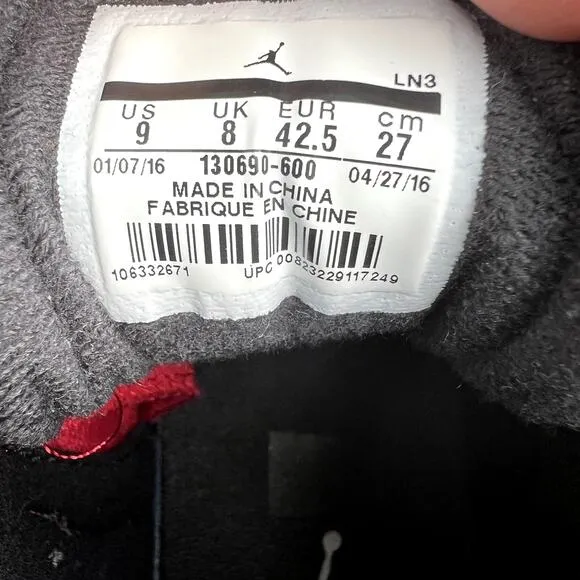 LN3
US UK EUR cm
9 8 42.5 27
01/07/16 130690-600 04/27/16
MADE IN CHINA
FABRIQUE EN CHINE
106332671 UPC 00823229117249